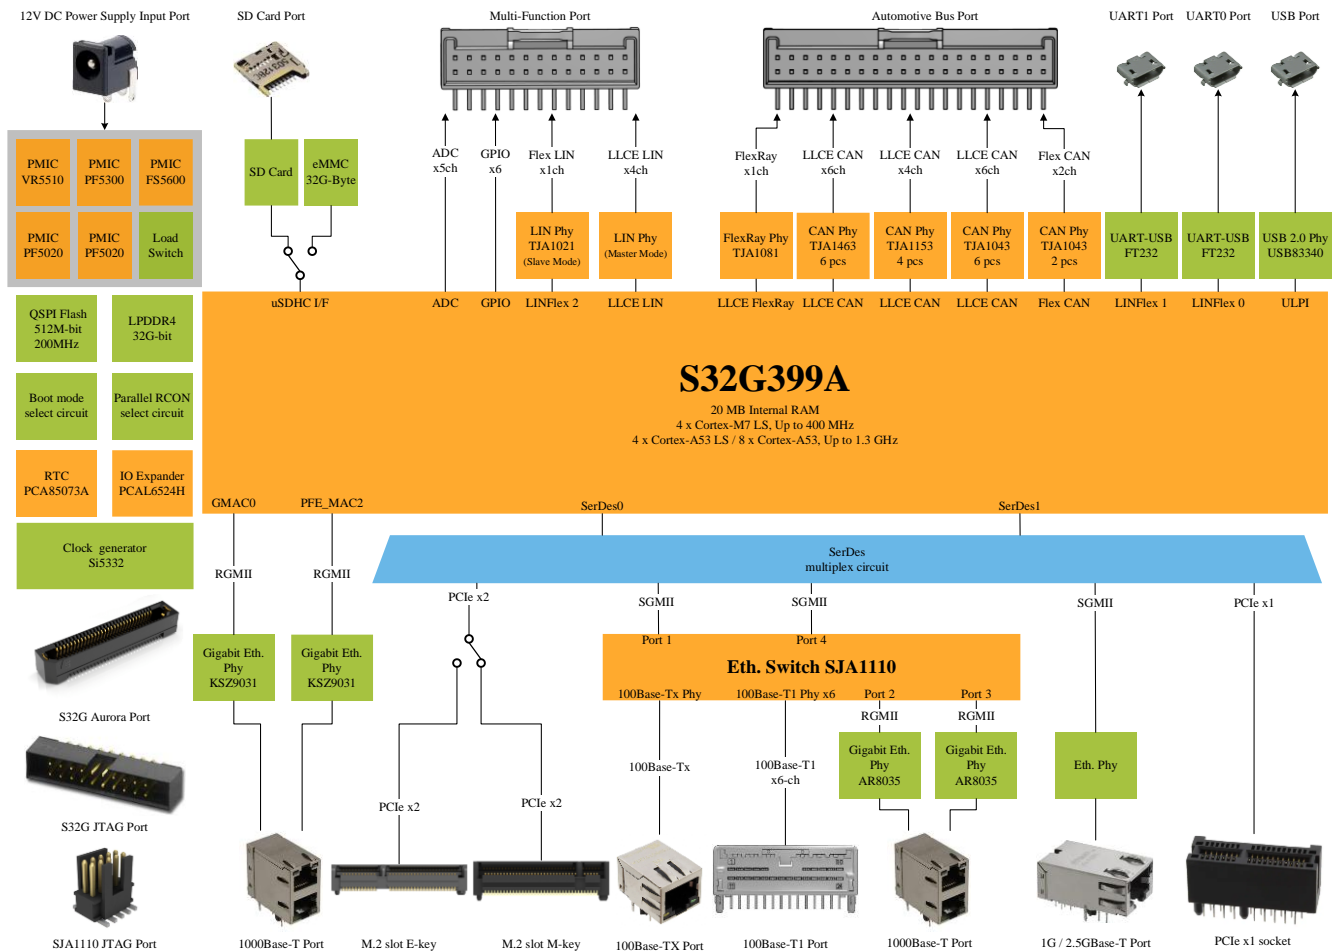 12V DC Power Supply Input Port
SD Card Port
Multi-Function Port
Automotive Bus Port
UART1 Port
UART0 Port
USB Port
PMIC
VR5510
PMIC
PF5300
PMIC
FS5600
PMIC
PF5020
PMIC
PF5020
Load
Switch
SD Card
eMMC
32G-Byte
ADC
x5ch
GPIO
x6
Flex LIN
x1ch
LLCE LIN
x4ch
FlexRay
x1ch
LLCE CAN
x6ch
LLCE CAN
x4ch
LLCE CAN
x6ch
Flex CAN
x2ch
LIN Phy
TJA1021
(Slave Mode)
LIN Phy
(Master Mode)
FlexRay Phy
TJA1081
CAN Phy
TJA1463
6 pcs
CAN Phy
TJA1153
4 pcs
CAN Phy
TJA1043
6 pcs
CAN Phy
TJA1043
2 pcs
UART-USB
FT232
UART-USB
FT232
USB 2.0 Phy
USB83340
uSDHC I/F
ADC
GPIO
LINFlex 2
LLCE LIN
LLCE FlexRay
LLCE CAN
LLCE CAN
LLCE CAN
Flex CAN
LINFlex 1
LINFlex 0
ULPI
QSPI Flash
512M-bit
200MHz
LPDDR4
32G-bit
Boot mode
select circuit
Parallel RCON
select circuit
RTC
PCA85073A
IO Expander
PCAL6524H
Clock generator
Si5332
S32G399A
20 MB Internal RAM
4 x Cortex-M7 LS, Up to 400 MHz
4 x Cortex-A53 LS / 8 x Cortex-A53, Up to 1.3 GHz
GMAC0
PFE_MAC2
SerDes0
SerDes1
SerDes
multiplex circuit
RGMII
RGMII
PCIe x2
SGMII
SGMII
SGMII
PCIe x1
Gigabit Eth.
Phy
KSZ9031
Gigabit Eth.
Phy
KSZ9031
Port 1
Port 4
Eth. Switch SJA1110
100Base-Tx Phy
100Base-T1 Phy x6
Port 2
Port 3
RGMII
RGMII
S32G Aurora Port
100Base-Tx
100Base-T1
x6-ch
Gigabit Eth.
Phy
AR8035
Gigabit Eth.
Phy
AR8035
Eth. Phy
PCIe x2
PCIe x2
S32G JTAG Port
SJA1110 JTAG Port
1000Base-T Port
M.2 slot E-key
M.2 slot M-key
100Base-TX Port
100Base-T1 Port
1000Base-T Port
1G / 2.5GBase-T Port
PCIe x1 socket